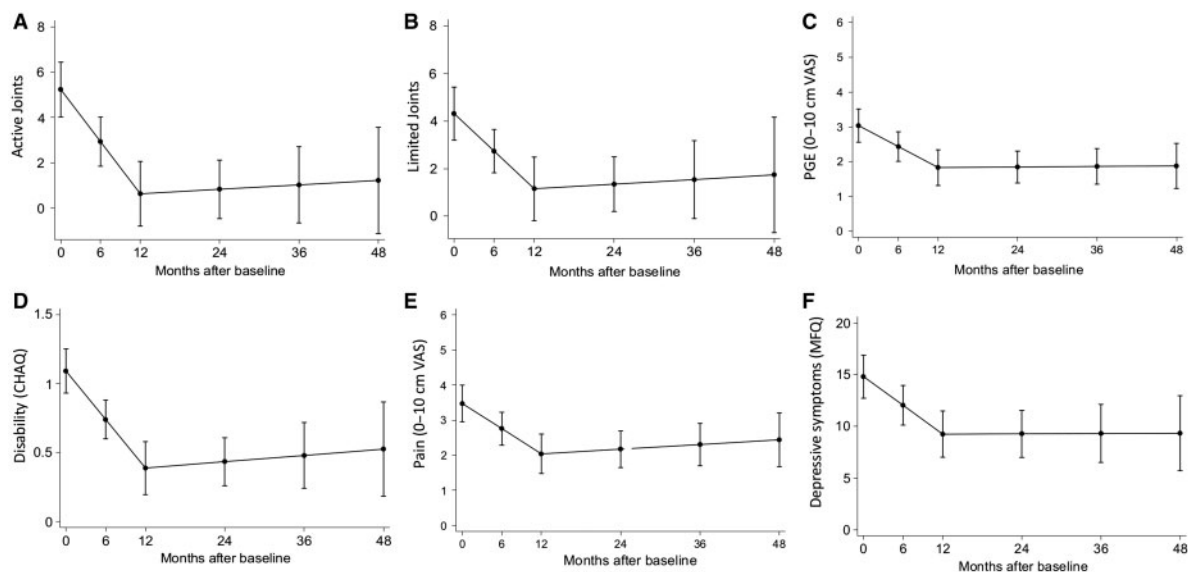 A
Active Joints
8
6
4
2
0
0 6 12 24 36 48
Months after baseline
B
Limited Joints
8
6
4
2
0
0 6 12 24 36 48
Months after baseline
C
PGE (0–10 cm VAS)
6
5
4
3
2
1
0
0 6 12 24 36 48
Months after baseline
D
Disability (CHAQ)
1.5
1
0.5
0
0 6 12 24 36 48
Months after baseline
E
Pain (0–10 cm VAS)
6
5
4
3
2
1
0
0 6 12 24 36 48
Months after baseline
F
Depressive symptoms (MFQ)
20
15
10
5
0
0 6 12 24 36 48
Months after baseline